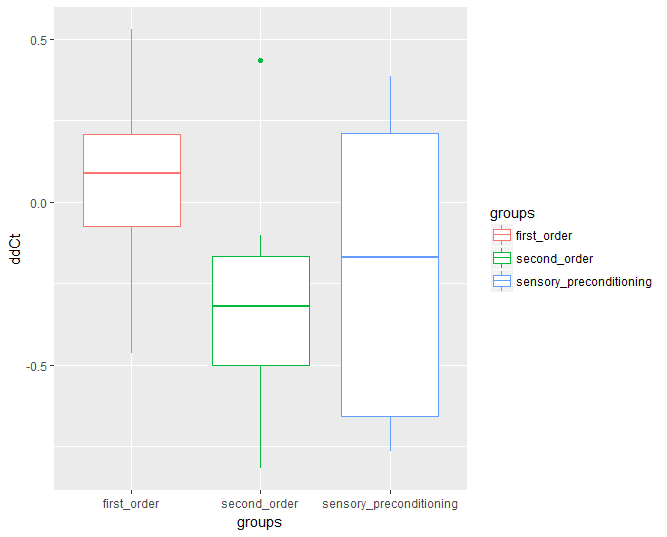 0.5
0.0
-0.5
ddCt
first_order
second_order
sensory_preconditioning
groups
groups
first_order
second_order
sensory_preconditioning